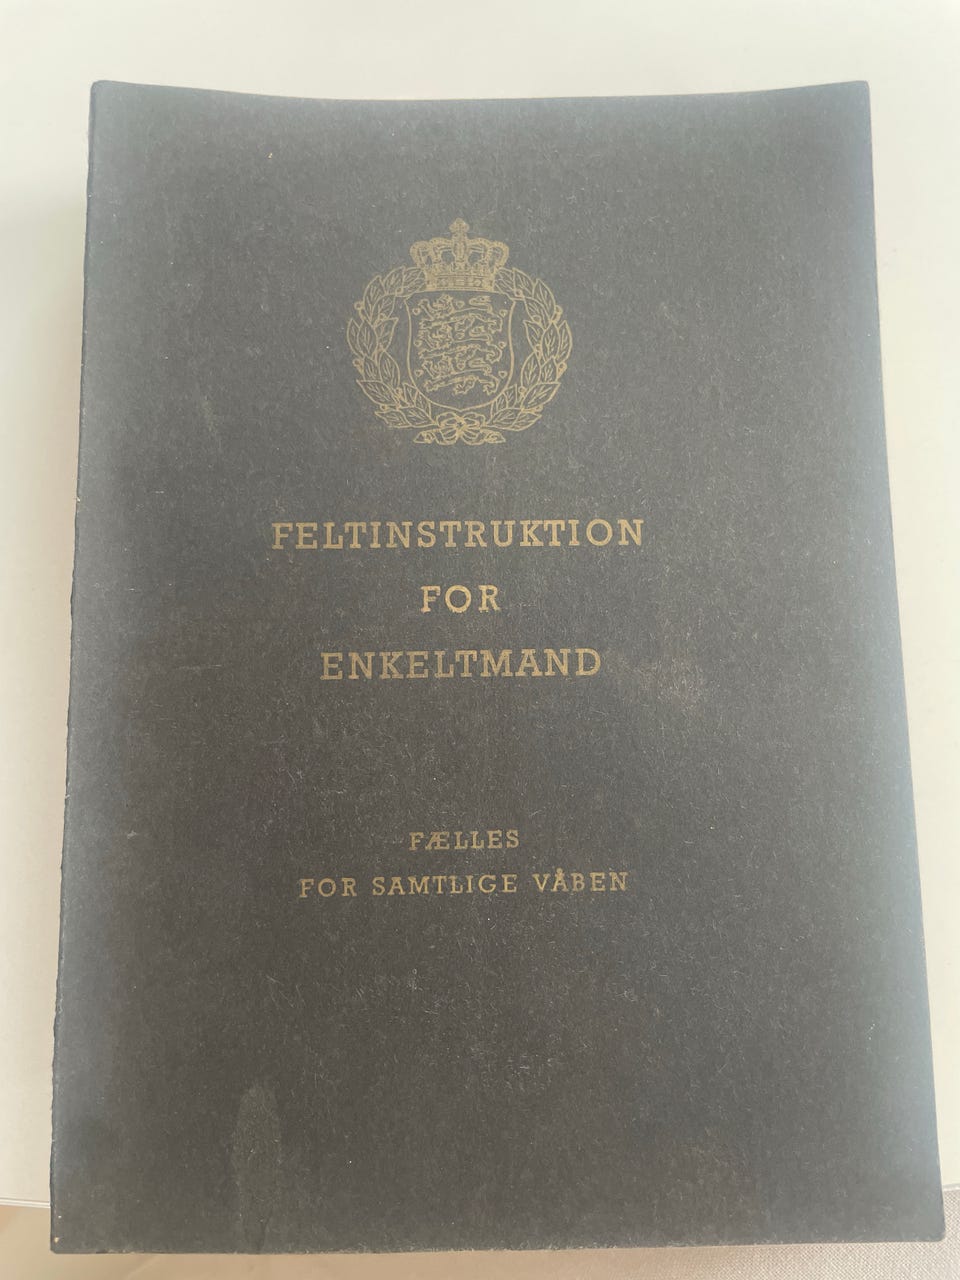 FELTINSTRUKTION
FOR
ENKELTMAND
FÆLLES
FOR SAMTLIGE VÅBEN